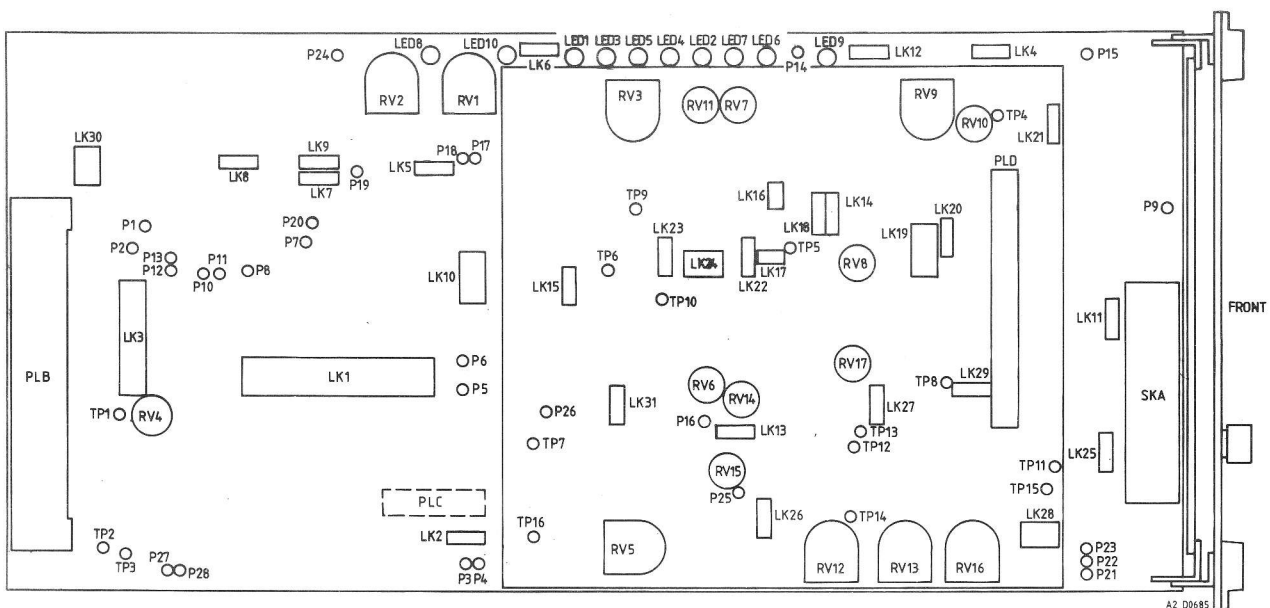 P24
LED8
LED10
LK6
LED1
LED3
LED5
LED4
LED2
LED7
LED6
P14
LED9
LK12
LK4
P15
RV2
RV1
RV3
RV11
RV7
RV9
RV10
TP4
LK21
LK30
LK8
LK9
LK7
P19
LK5
P18
P17
PLD
LK16
LK18
LK14
TP9
P9
P1
P2
P13
P12
P20
P7
P11
P10
P8
LK23
LK24
LK22
LK17
TP5
RV8
LK19
LK20
TP6
LK10
LK15
TP10
LK11
FRONT
LK3
PLB
LK1
P6
P5
RV17
TP8
LK29
SKA
TP1
RV4
RV6
RV14
P26
LK31
P16
LK13
LK27
TP13
TP12
TP7
LK25
RV15
P25
TP11
TP15
PLC
LK2
LK26
TP14
LK28
TP16
TP2
TP3
P27
P28
P3
P4
RV5
RV12
RV13
RV16
P23
P22
P21
A2 D0685